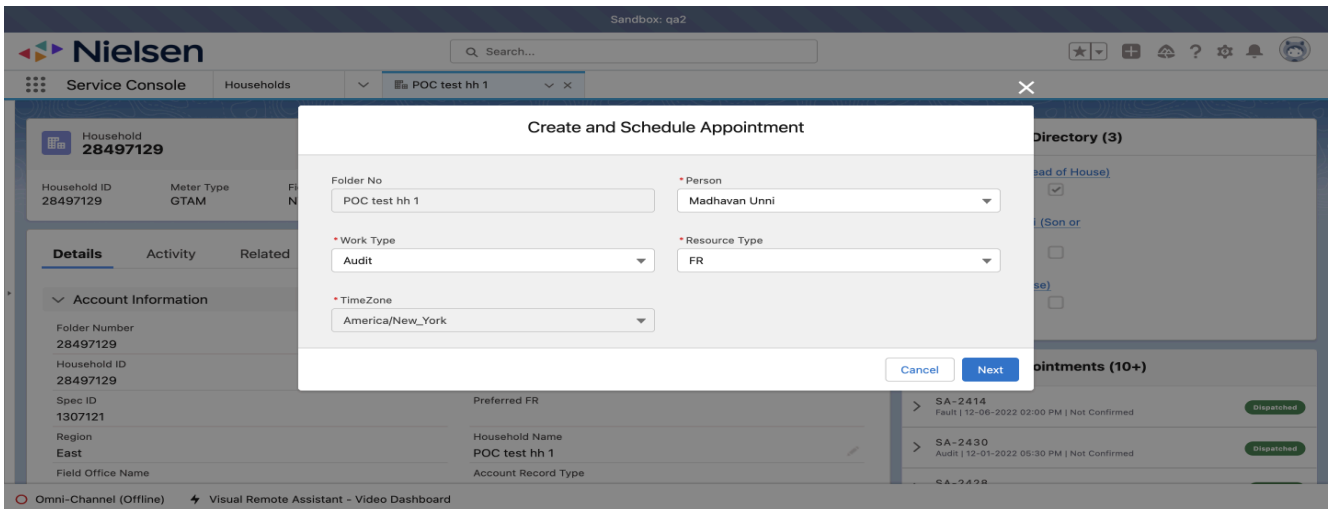 Sandbox: qa2
Nielsen
Search...
Service Console
Households
POC test hh 1
Household
28497129
Household ID
Meter Type
28497129
GTAM
Details
Activity
Related
Account Information
Folder Number
28497129
Household ID
28497129
Spec ID
1307121
Region
East
Field Office Name
Create and Schedule Appointment
Folder No
POC test hh 1
* Person
Madhavan Unni
* Work Type
Audit
* Resource Type
FR
* TimeZone
America/New_York
Cancel
Next
Preferred FR
Household Name
POC test hh 1
Account Record Type
Directory (3)
ead of House)
(Son or
se)
ointments (10+)
SA-2414
Fault | 12-06-2022 02:00 PM | Not Confirmed
Dispatched
SA-2430
Audit | 12-01-2022 05:30 PM | Not Confirmed
Dispatched
SA-2428
Omni-Channel (Offline)
Visual Remote Assistant - Video Dashboard